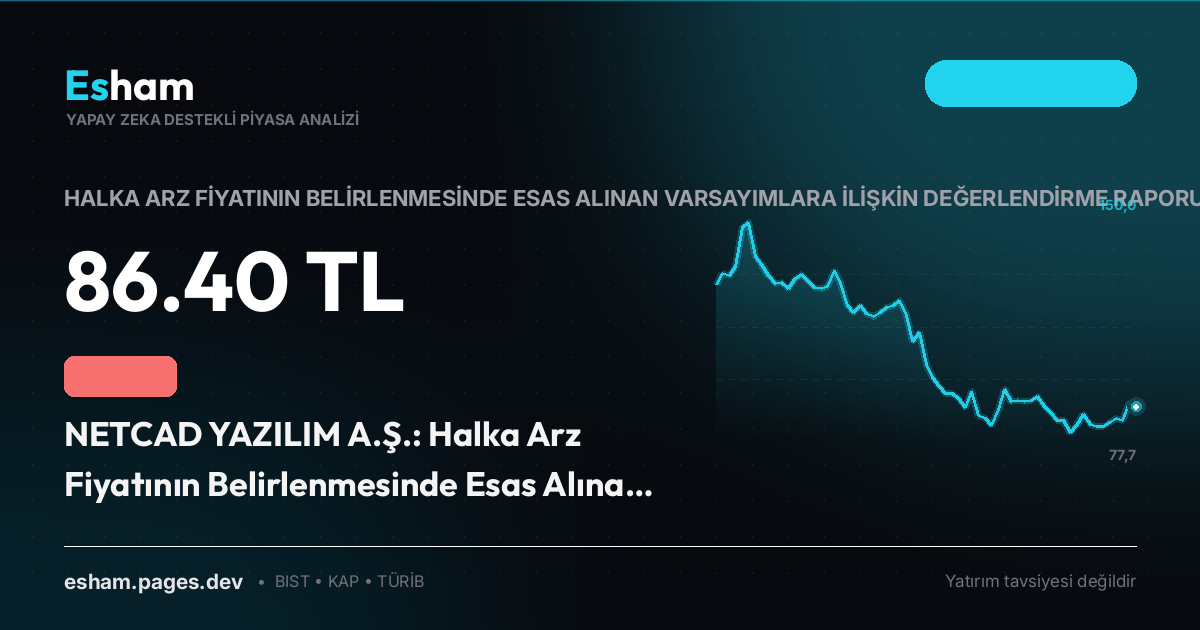 Esham
YAPAY ZEKA DESTEKLİ PİYASA ANALİZİ
HALKA ARZ FİYATININ BELİRLENMESİNDE ESAS ALINAN VARSAYIMLARA İLİŞKİN DEĞERLENDİRME RAPORU
150,0
86.40 TL
77,7
NETCAD YAZILIM A.Ş.: Halka Arz
Fiyatının Belirlenmesinde Esas Alına...
esham.pages.dev • BIST • KAP • TÜRİB
Yatırım tavsiyesi değildir